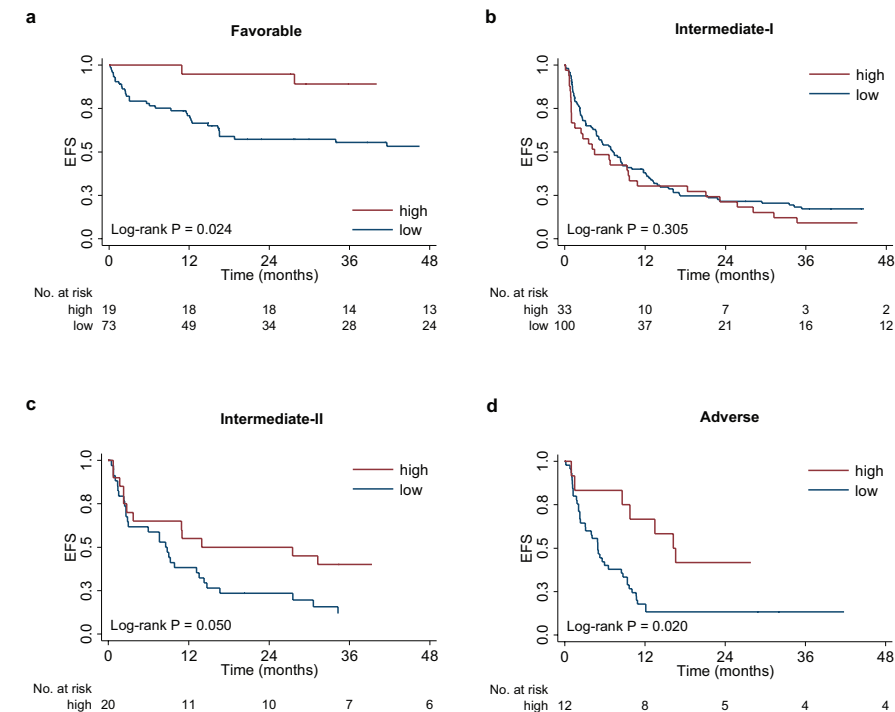 a
Favorable
1.0
0.8
0.5
0.3
0.0
EFS
high
low
Log-rank P = 0.024
0 12 24 36 48
Time (months)
No. at risk
high 19 18 18 14 13
low 73 49 34 28 24
b
Intermediate-I
1.0
0.8
0.5
0.3
0.0
EFS
high
low
Log-rank P = 0.305
0 12 24 36 48
Time (months)
No. at risk
high 33 10 7 3 2
low 100 37 21 16 12
c
Intermediate-II
1.0
0.8
0.5
0.3
0.0
EFS
high
low
Log-rank P = 0.050
0 12 24 36 48
Time (months)
No. at risk
high 20 11 10 7 6
d
Adverse
1.0
0.8
0.5
0.3
0.0
EFS
high
low
Log-rank P = 0.020
0 12 24 36 48
Time (months)
No. at risk
high 12 8 5 4 4